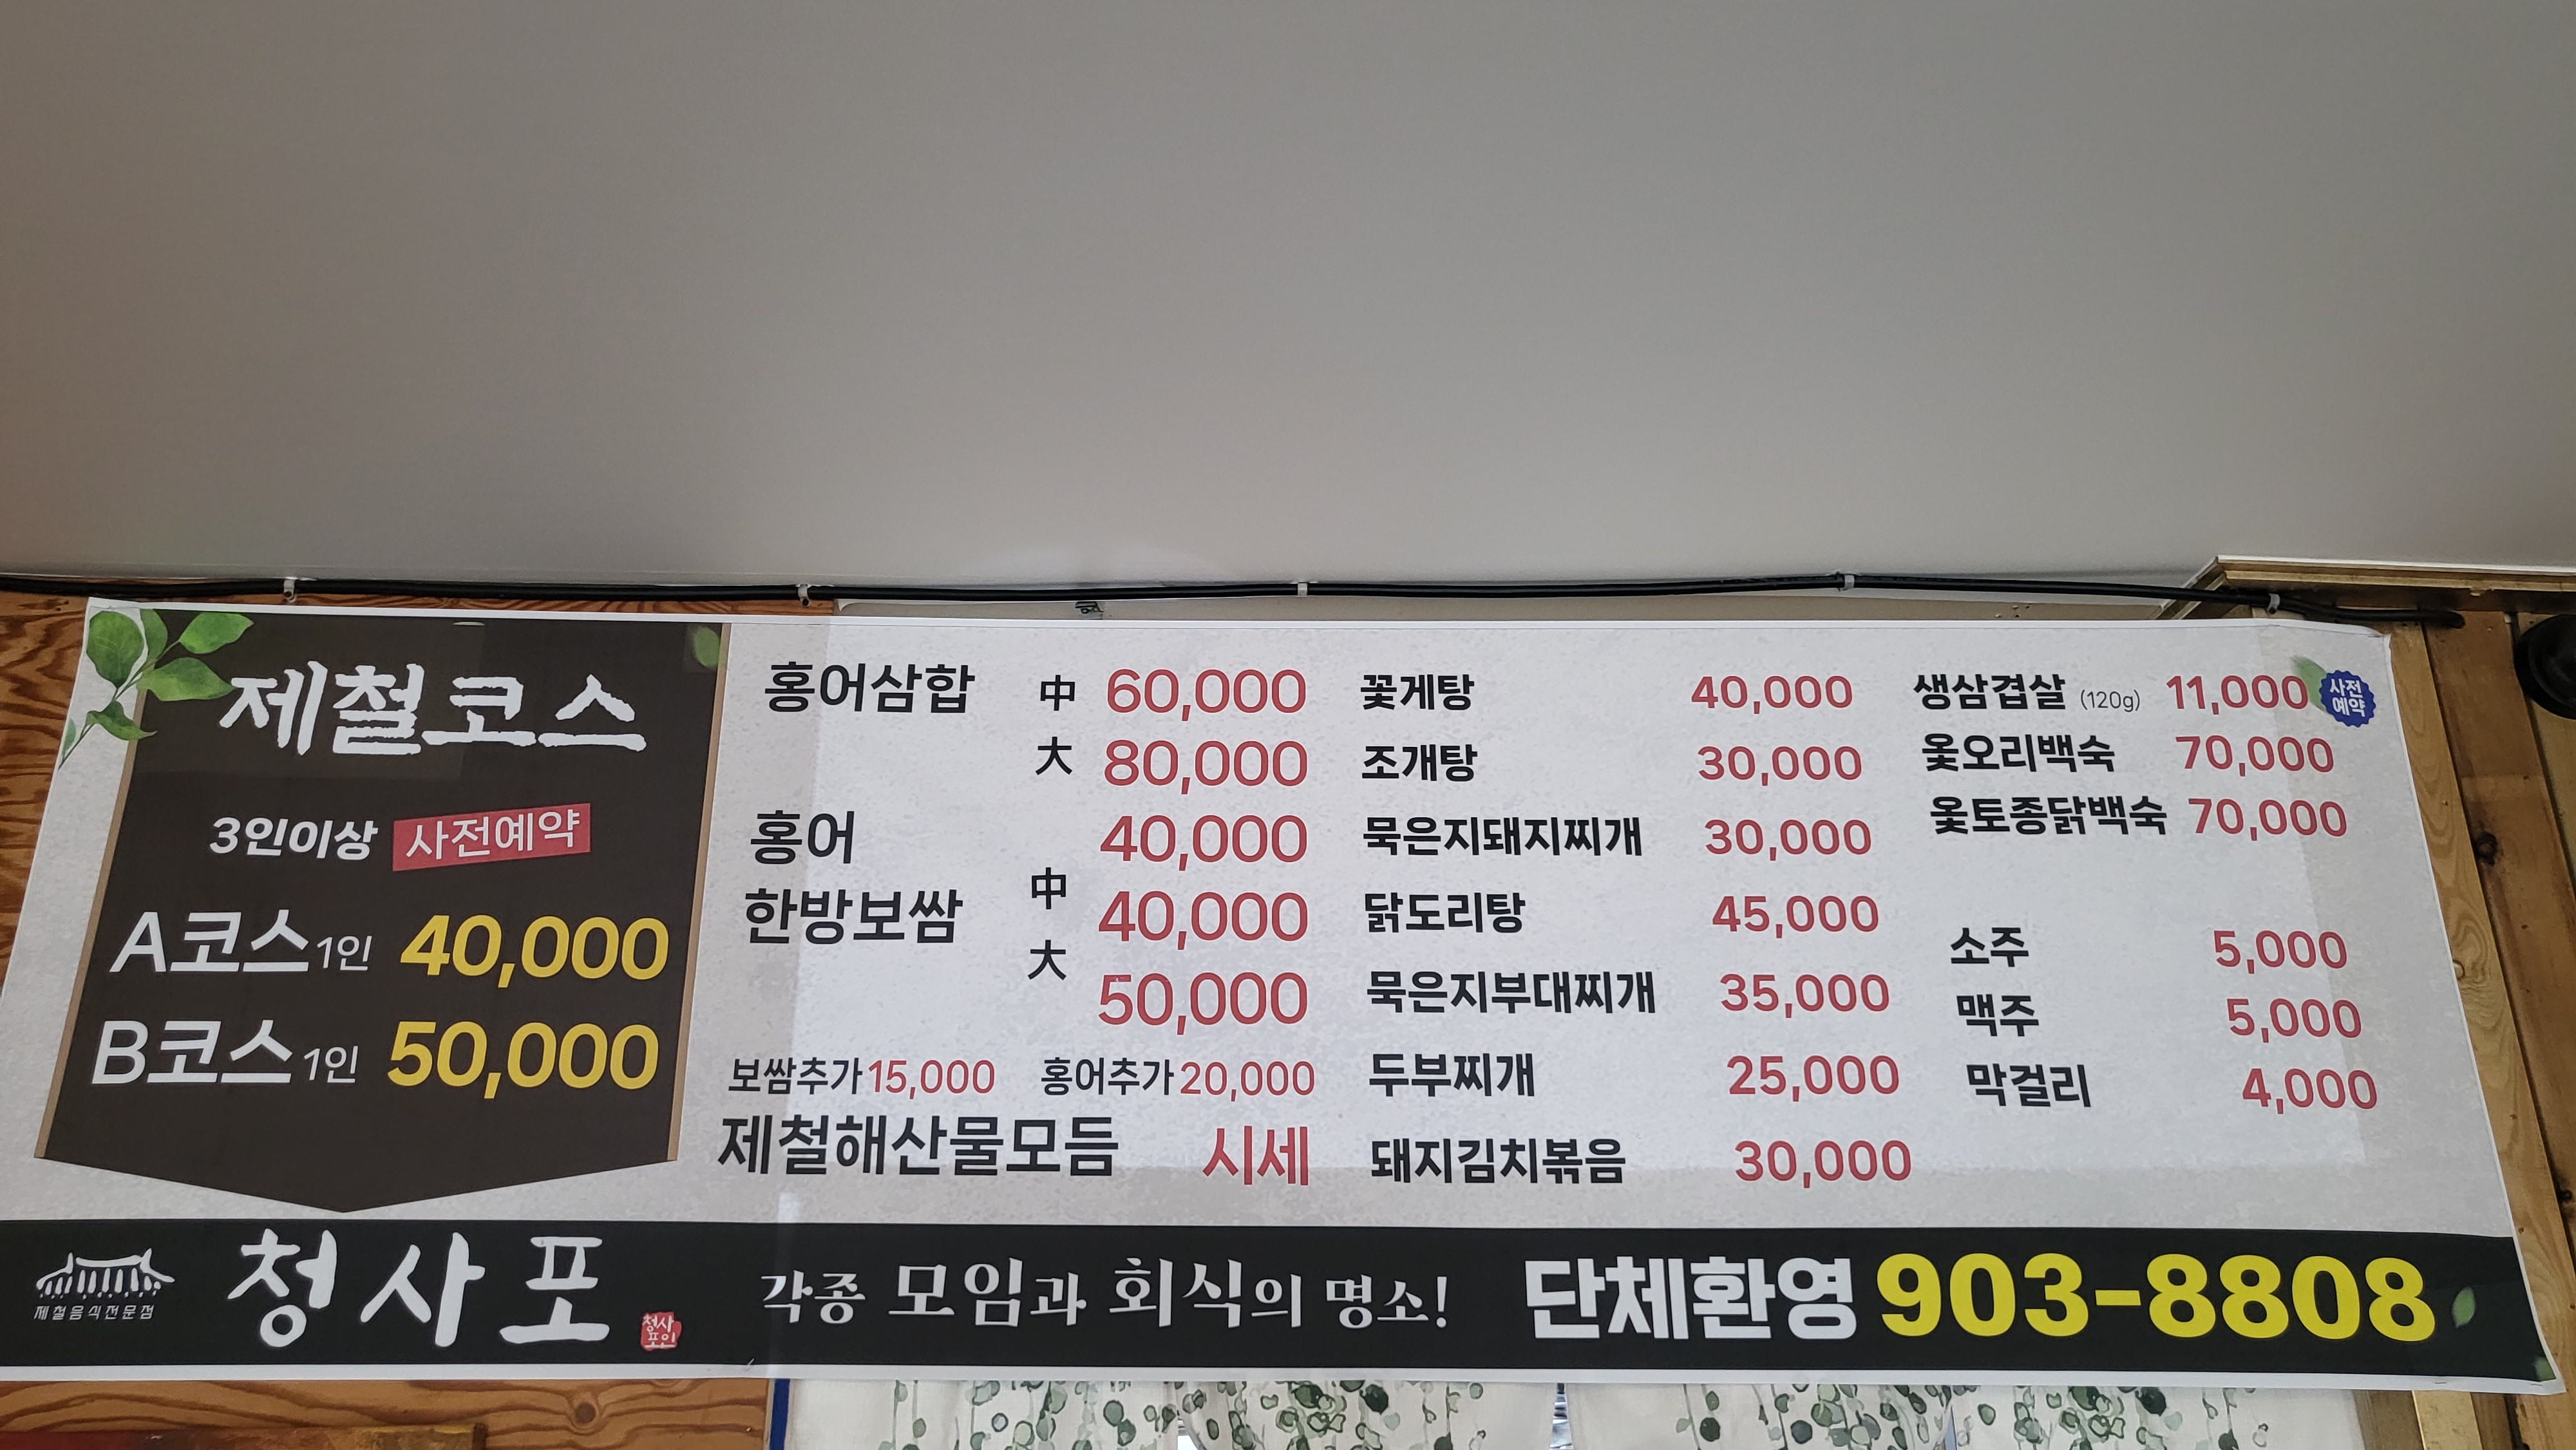 제철코스
3인이상 사전예약
A코스 1인 40,000
B코스 1인 50,000
홍어삼합 中 60,000
大 80,000
홍어 40,000
한방보쌈 中 40,000
大 50,000
보쌈추가 15,000 홍어추가 20,000
제철해산물모듬 시세
꽃게탕 40,000
조개탕 30,000
묵은지돼지찌개 30,000
닭도리탕 45,000
묵은지부대찌개 35,000
두부찌개 25,000
돼지김치볶음 30,000
생삼겹살 (120g) 11,000
사전
예약
옻오리백숙 70,000
옻토종닭백숙 70,000
소주 5,000
맥주 5,000
막걸리 4,000
제철음식전문점
청사포
청사
포인
각종 모임과 회식의 명소!
단체환영 903-8808